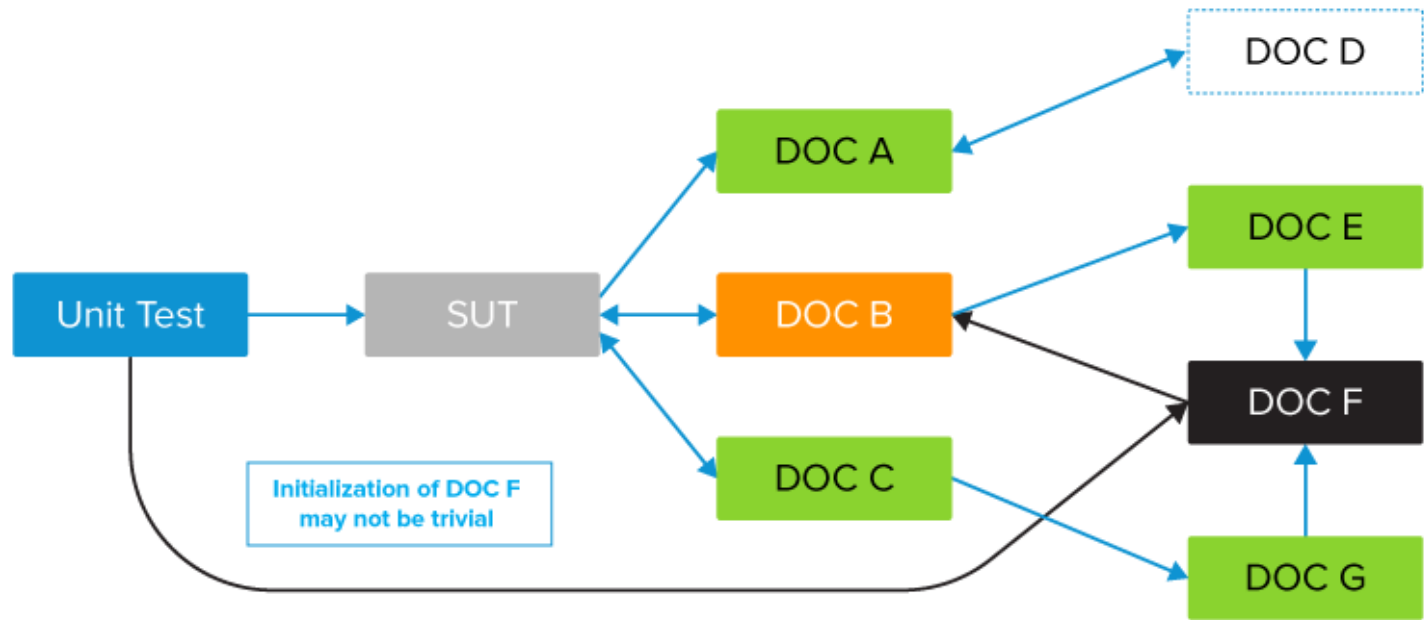 DOC D
DOC A
DOC E
Unit Test
SUT
DOC B
DOC F
DOC C
Initialization of DOC F
may not be trivial
DOC G